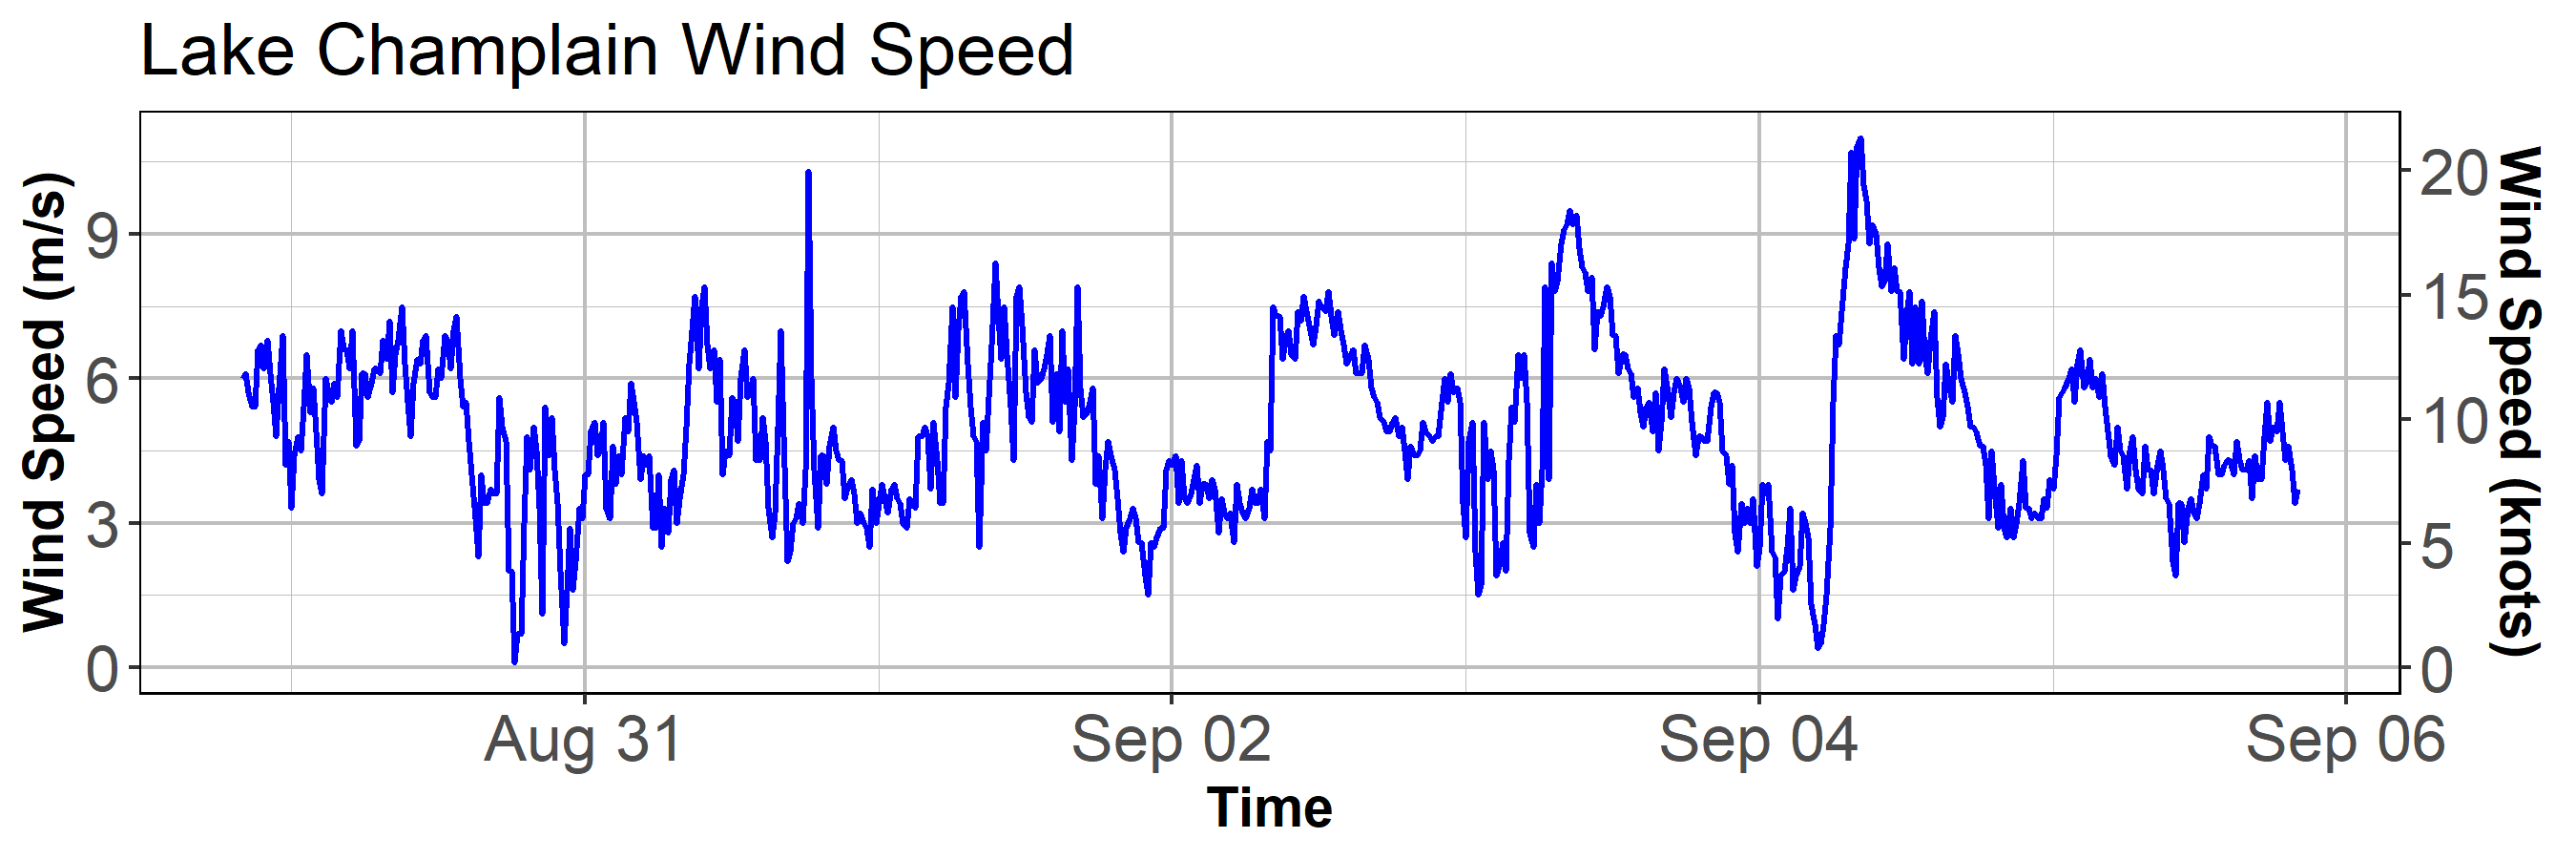 Lake Champlain Wind Speed
Wind Speed (m/s)
9
6
3
0
20
15
10
5
0
Wind Speed (knots)
Aug 31
Sep 02
Sep 04
Sep 06
Time